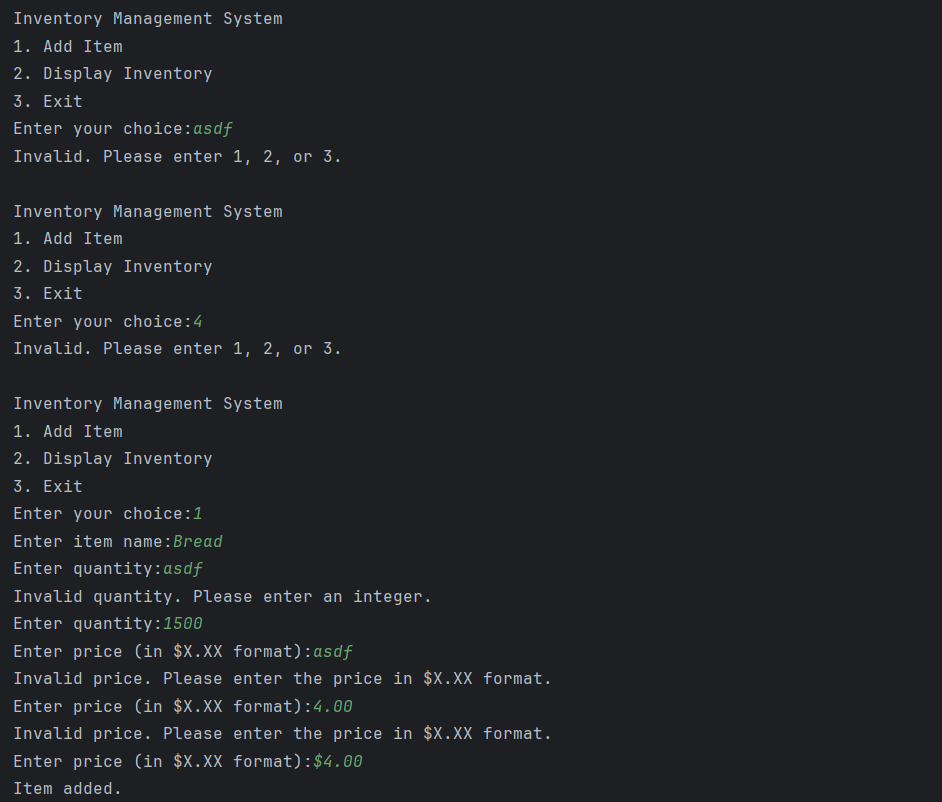 Inventory Management System
1. Add Item
2. Display Inventory
3. Exit
Enter your choice:asdf
Invalid. Please enter 1, 2, or 3.
Inventory Management System
1. Add Item
2. Display Inventory
3. Exit
Enter your choice:4
Invalid. Please enter 1, 2, or 3.
Inventory Management System
1. Add Item
2. Display Inventory
3. Exit
Enter your choice:1
Enter item name:Bread
Enter quantity:asdf
Invalid quantity. Please enter an integer.
Enter quantity:1500
Enter price (in $X.XX format):asdf
Invalid price. Please enter the price in $X.XX format.
Enter price (in $X.XX format):4.00
Invalid price. Please enter the price in $X.XX format.
Enter price (in $X.XX format):$4.00
Item added.